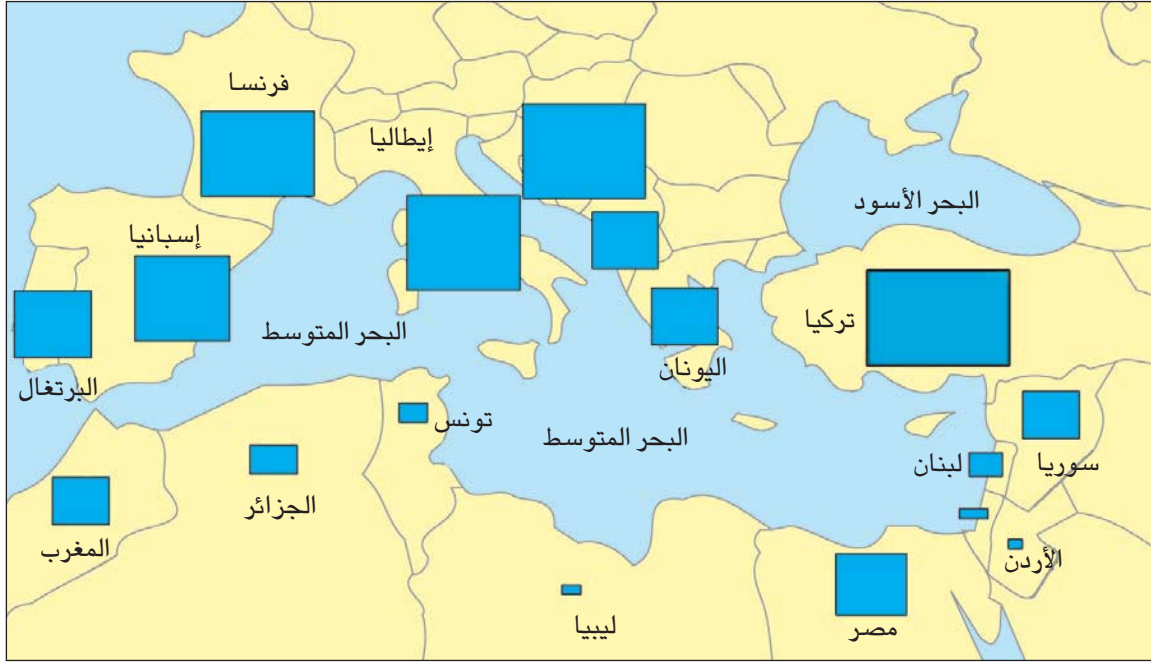 فرنسا
إيطاليا
البحر الأسود
إسبانيا
تركيا
البحر المتوسط
اليونان
البرتغال
تونس
البحر المتوسط
لبنان
سوريا
الجزائر
المغرب
الأردن
ليبيا
مصر